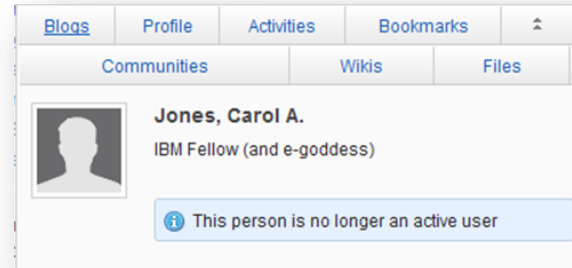 Blogs Profile Activities Bookmarks
Communities Wikis Files
Jones, Carol A.
IBM Fellow (and e-goddess)
This person is no longer an active user